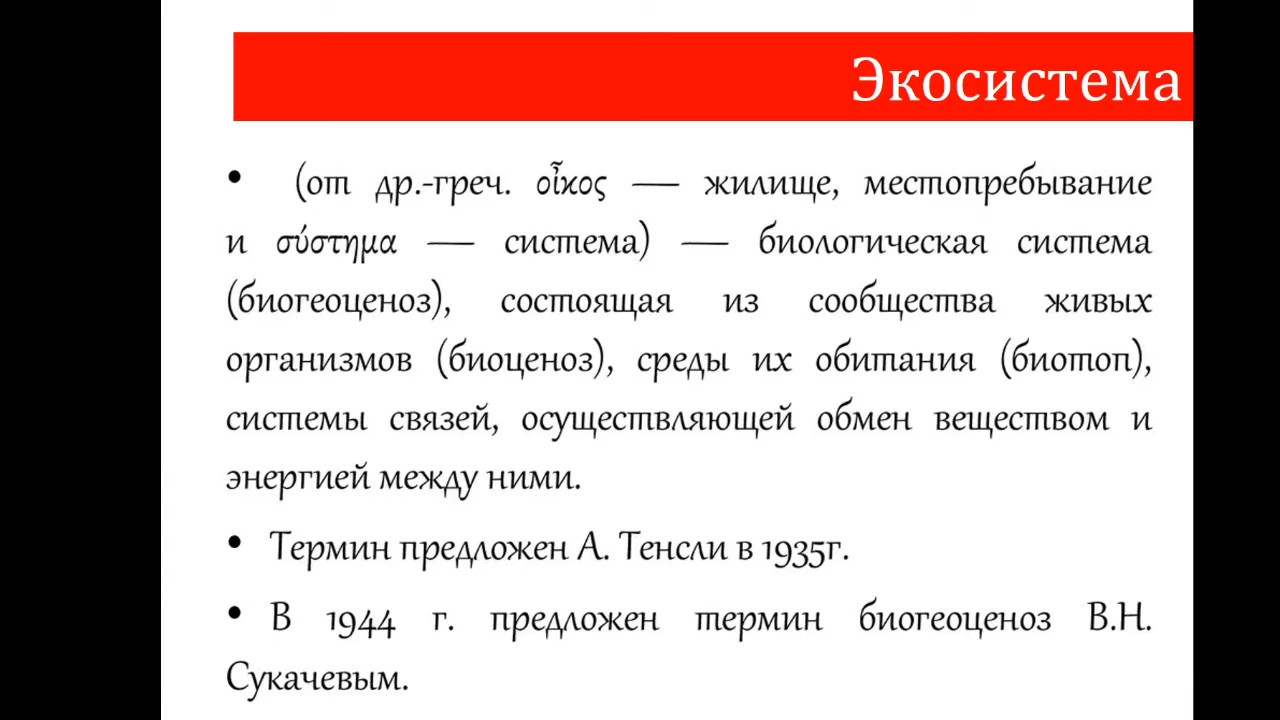 Экосистема
• (от др.-греч. οἶκος — жилище, местопребывание
и σύστημα — система) — биологическая система
(биогеоценоз), состоящая из сообщества живых
организмов (биоценоз), среды их обитания (биотоп),
системы связей, осуществляющей обмен веществом и
энергией между ними.
• Термин предложен А. Тенсли в 1935г.
• В 1944 г. предложен термин биогеоценоз В.Н.
Сукачевым.